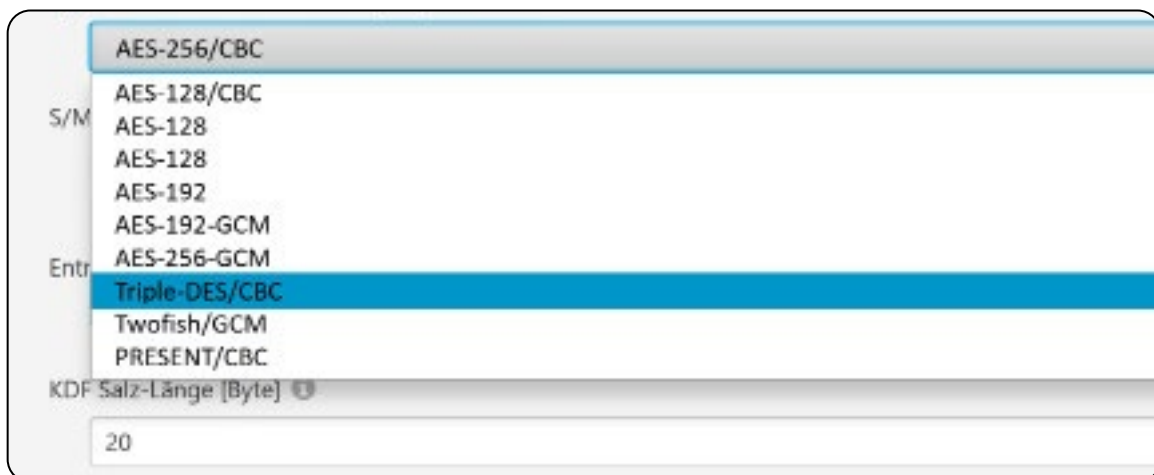 AES-256/CBC
AES-128/CBC
S/M
AES-128
AES-128
AES-192
AES-192-GCM
AES-256-GCM
Entr
Triple-DES/CBC
Twofish/GCM
PRESENT/CBC
KDF Salz-Länge [Byte]
20